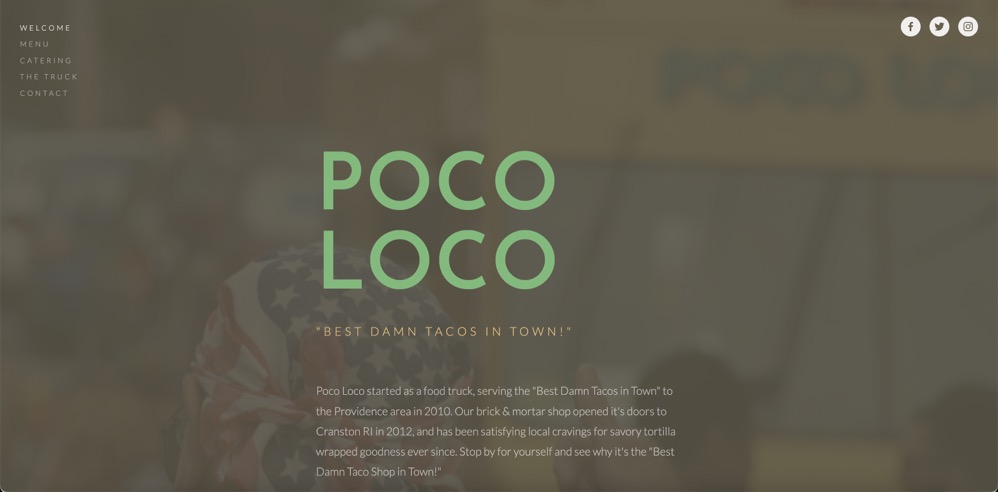 WELCOME
MENU
CATERING
THE TRUCK
CONTACT
POCO LOCO
POCO
LOCO
"BEST DAMN TACOS IN TOWN!"
Poco Loco started as a food truck, serving the "Best Damn Tacos in Town" to
the Providence area in 2010. Our brick & mortar shop opened it's doors to
Cranston RI in 2012, and has been satisfying local cravings for savory tortilla
wrapped goodness ever since. Stop by for yourself and see why it's the "Best
Damn Taco Shop in Town!"